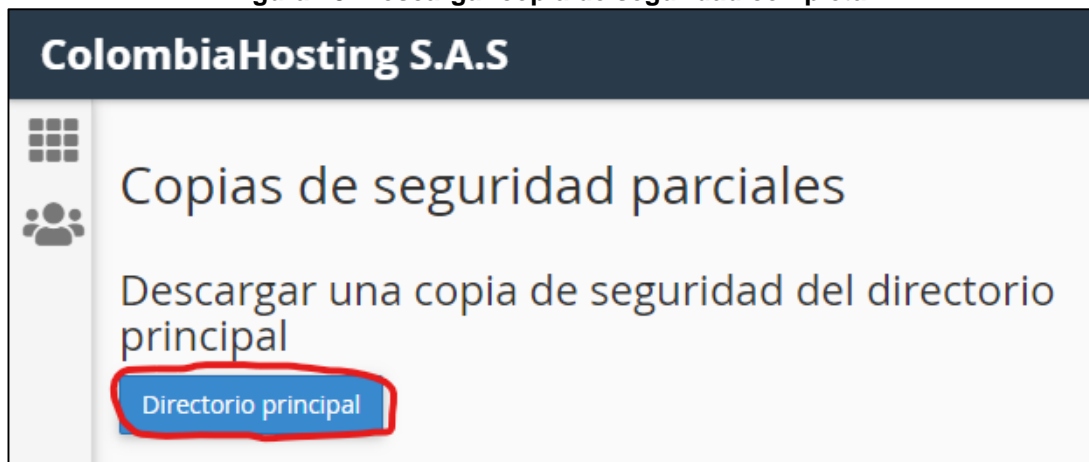 ColombiaHosting S.A.S
Copias de seguridad parciales
Descargar una copia de seguridad del directorio
principal
Directorio principal